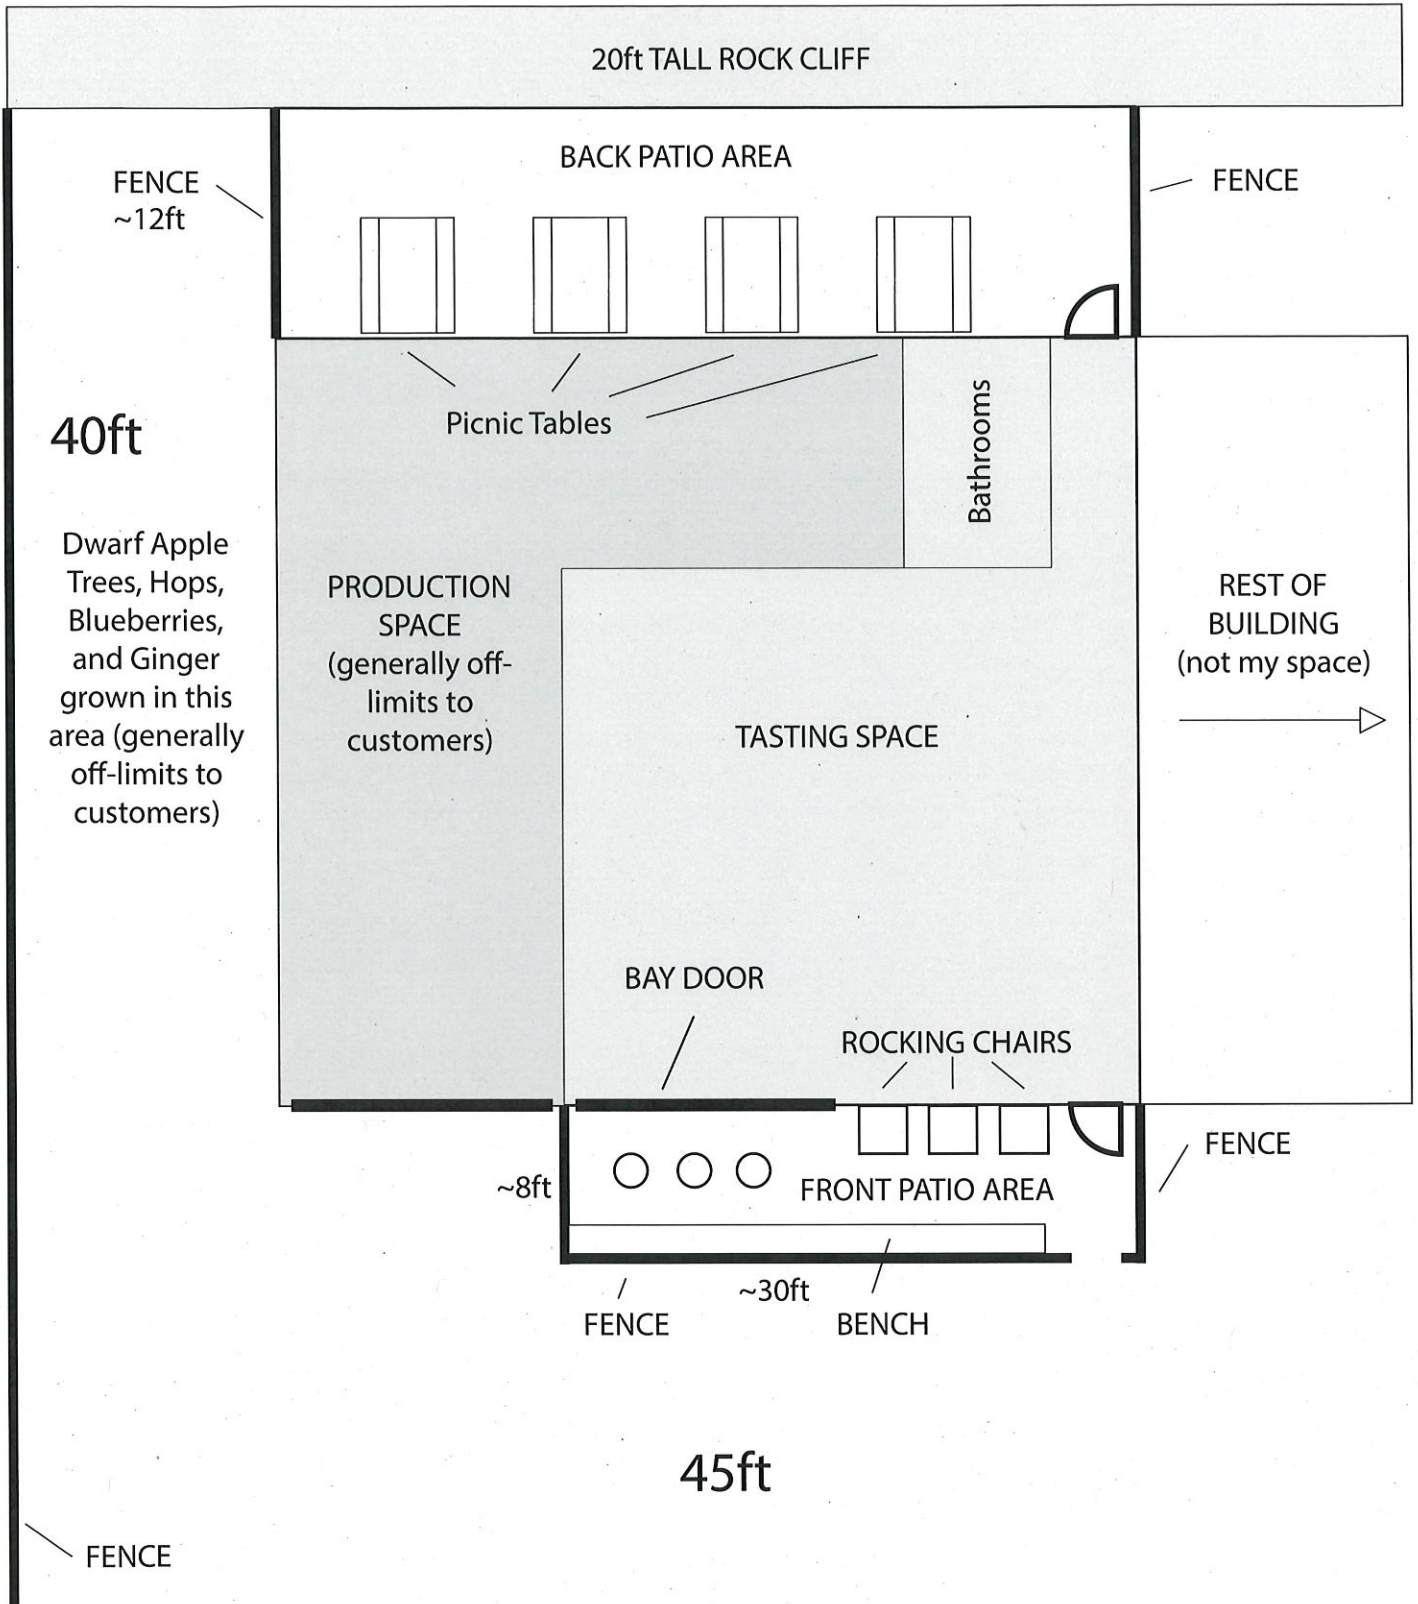 20ft TALL ROCK CLIFF
BACK PATIO AREA
FENCE
~12ft
FENCE
Picnic Tables
Bathrooms
40ft
Dwarf Apple
Trees, Hops,
Blueberries,
and Ginger
grown in this
area (generally
off-limits to
customers)
PRODUCTION
SPACE
(generally off-
limits to
customers)
TASTING SPACE
REST OF
BUILDING
(not my space)
BAY DOOR
ROCKING CHAIRS
FENCE
~8ft
FRONT PATIO AREA
~30ft
FENCE
BENCH
45ft
FENCE